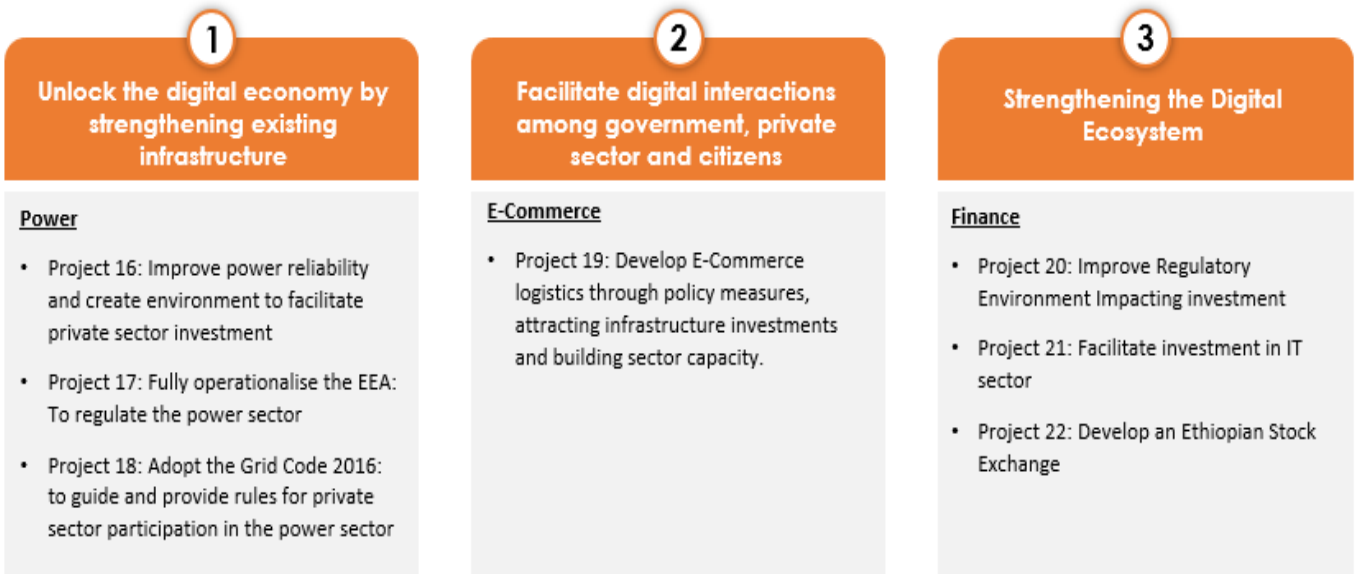 1
Unlock the digital economy by
strengthening existing
infrastructure
Power
• Project 16: Improve power reliability
and create environment to facilitate
private sector investment
• Project 17: Fully operationalise the EEA:
To regulate the power sector
• Project 18: Adopt the Grid Code 2016:
to guide and provide rules for private
sector participation in the power sector
2
Facilitate digital interactions
among government, private
sector and citizens
E-Commerce
• Project 19: Develop E-Commerce
logistics through policy measures,
attracting infrastructure investments
and building sector capacity.
3
Strengthening the Digital
Ecosystem
Finance
• Project 20: Improve Regulatory
Environment Impacting investment
• Project 21: Facilitate investment in IT
sector
• Project 22: Develop an Ethiopian Stock
Exchange